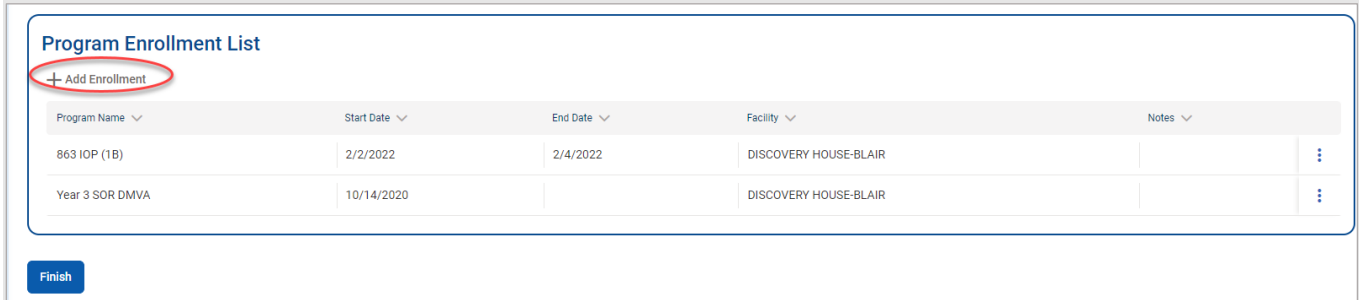 Program Enrollment List
Add Enrollment
Program Name Start Date End Date Facility Notes
863 IOP (1B) 2/2/2022 2/4/2022 DISCOVERY HOUSE-BLAIR
Year 3 SOR DMVA 10/14/2020 DISCOVERY HOUSE-BLAIR
Finish